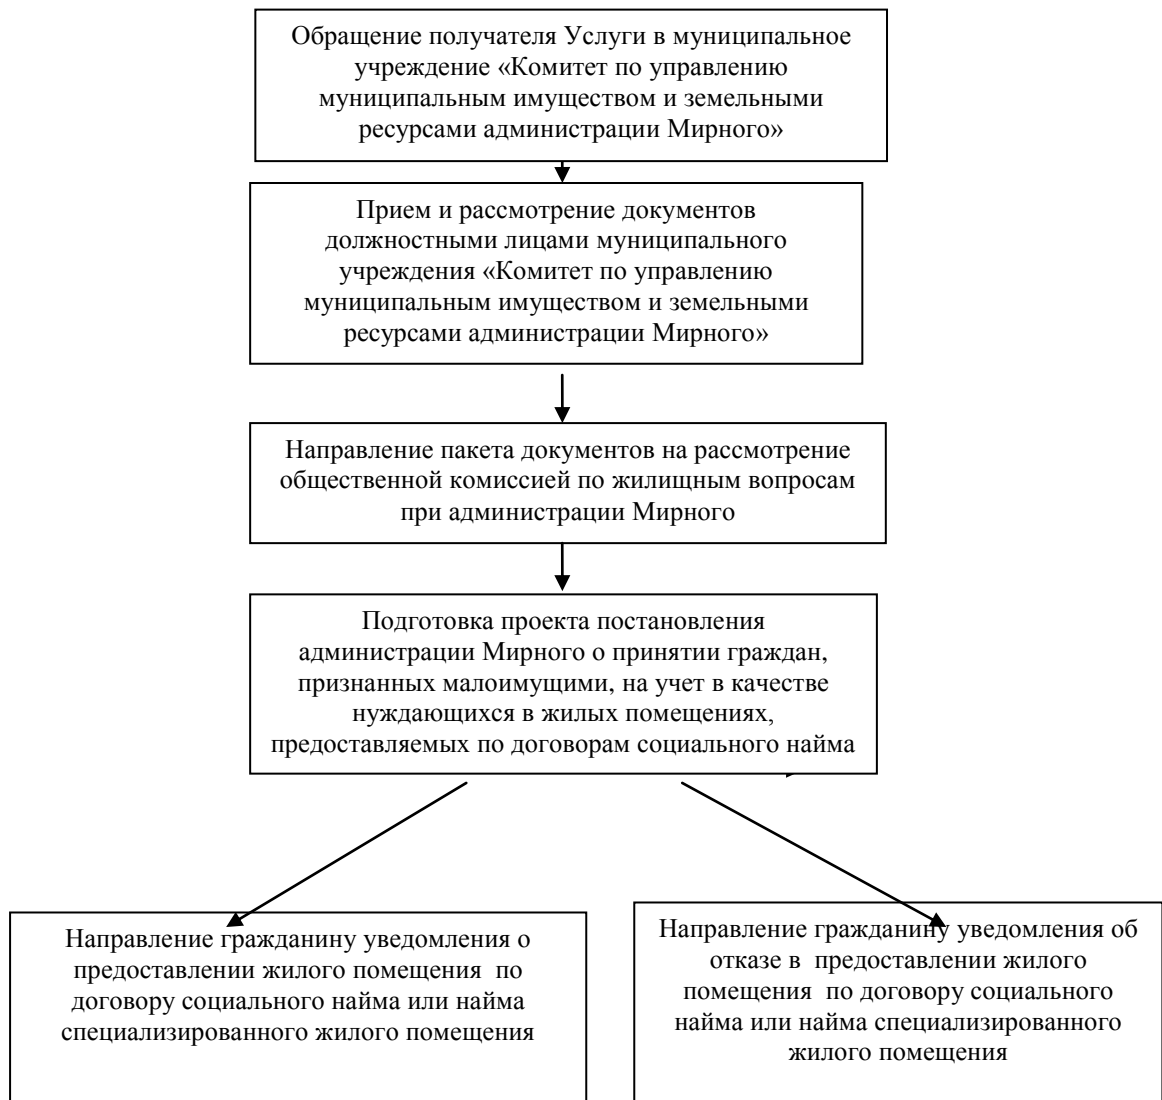 Обращение получателя Услуги в муниципальное
учреждение «Комитет по управлению
муниципальным имуществом и земельными
ресурсами администрации Мирного»
Прием и рассмотрение документов
должностными лицами муниципального
учреждения «Комитет по управлению
муниципальным имуществом и земельными
ресурсами администрации Мирного»
Направление пакета документов на рассмотрение
общественной комиссией по жилищным вопросам
при администрации Мирного
Подготовка проекта постановления
администрации Мирного о принятии граждан,
признанных малоимущими, на учет в качестве
нуждающихся в жилых помещениях,
предоставляемых по договорам социального найма
Направление гражданину уведомления о
предоставлении жилого помещения по
договору социального найма или найма
специализированного жилого помещения
Направление гражданину уведомления об
отказе в предоставлении жилого
помещения по договору социального
найма или найма специализированного
жилого помещения